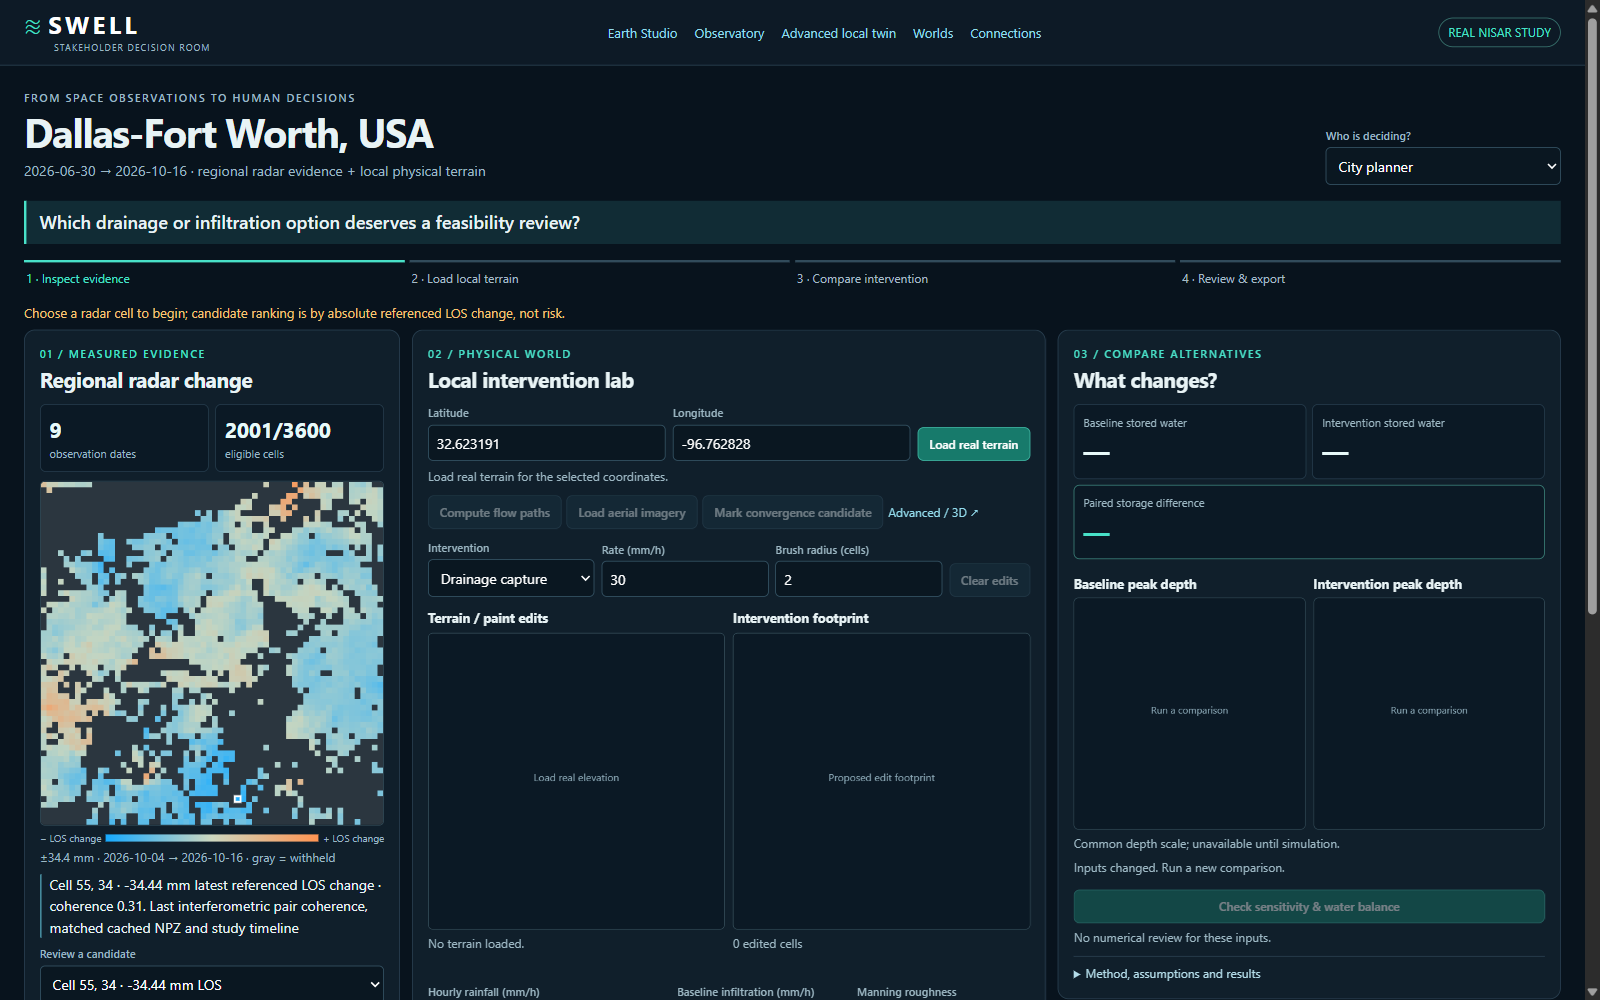 SWELL
STAKEHOLDER DECISION ROOM
Earth Studio Observatory Advanced local twin Worlds Connections
REAL NISAR STUDY
FROM SPACE OBSERVATIONS TO HUMAN DECISIONS
Dallas-Fort Worth, USA
2026-06-30 → 2026-10-16 · regional radar evidence + local physical terrain
Who is deciding?
City planner
Which drainage or infiltration option deserves a feasibility review?
1 · Inspect evidence
2 · Load local terrain
3 · Compare intervention
4 · Review & export
Choose a radar cell to begin; candidate ranking is by absolute referenced LOS change, not risk.
01 / MEASURED EVIDENCE
Regional radar change
9
observation dates
2001/3600
eligible cells
− LOS change
+ LOS change
±34.4 mm · 2026-10-04 → 2026-10-16 · gray = withheld
Cell 55, 34 · -34.44 mm latest referenced LOS change ·
coherence 0.31. Last interferometric pair coherence,
matched cached NPZ and study timeline
Review a candidate
Cell 55, 34 · -34.44 mm LOS
02 / PHYSICAL WORLD
Local intervention lab
Latitude
Longitude
32.623191
-96.762828
Load real terrain
Load real terrain for the selected coordinates.
Compute flow paths
Load aerial imagery
Mark convergence candidate
Advanced / 3D ↗
Intervention
Rate (mm/h)
Brush radius (cells)
Drainage capture
30
2
Clear edits
Terrain / paint edits
Intervention footprint
Load real elevation
Proposed edit footprint
No terrain loaded.
0 edited cells
Hourly rainfall (mm/h)
Baseline infiltration (mm/h)
Manning roughness
03 / COMPARE ALTERNATIVES
What changes?
Baseline stored water
—
Intervention stored water
—
Paired storage difference
—
Baseline peak depth
Intervention peak depth
Run a comparison
Run a comparison
Common depth scale; unavailable until simulation.
Inputs changed. Run a new comparison.
Check sensitivity & water balance
No numerical review for these inputs.
▶ Method, assumptions and results